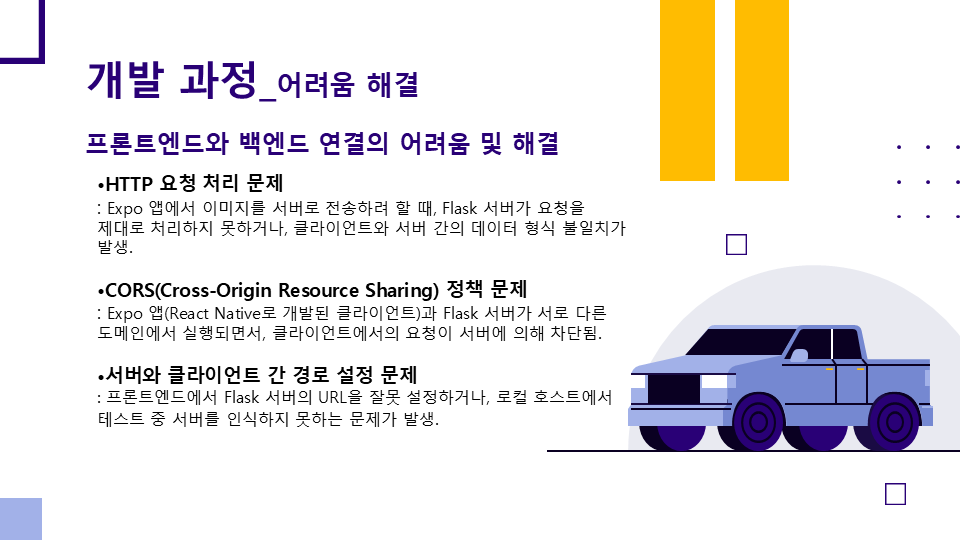 개발 과정_어려움 해결
프론트엔드와 백엔드 연결의 어려움 및 해결
•HTTP 요청 처리 문제
: Expo 앱에서 이미지를 서버로 전송하려 할 때, Flask 서버가 요청을
제대로 처리하지 못하거나, 클라이언트와 서버 간의 데이터 형식 불일치가
발생.
•CORS(Cross-Origin Resource Sharing) 정책 문제
: Expo 앱(React Native로 개발된 클라이언트)과 Flask 서버가 서로 다른
도메인에서 실행되면서, 클라이언트에서의 요청이 서버에 의해 차단됨.
•서버와 클라이언트 간 경로 설정 문제
: 프론트엔드에서 Flask 서버의 URL을 잘못 설정하거나, 로컬 호스트에서
테스트 중 서버를 인식하지 못하는 문제가 발생.